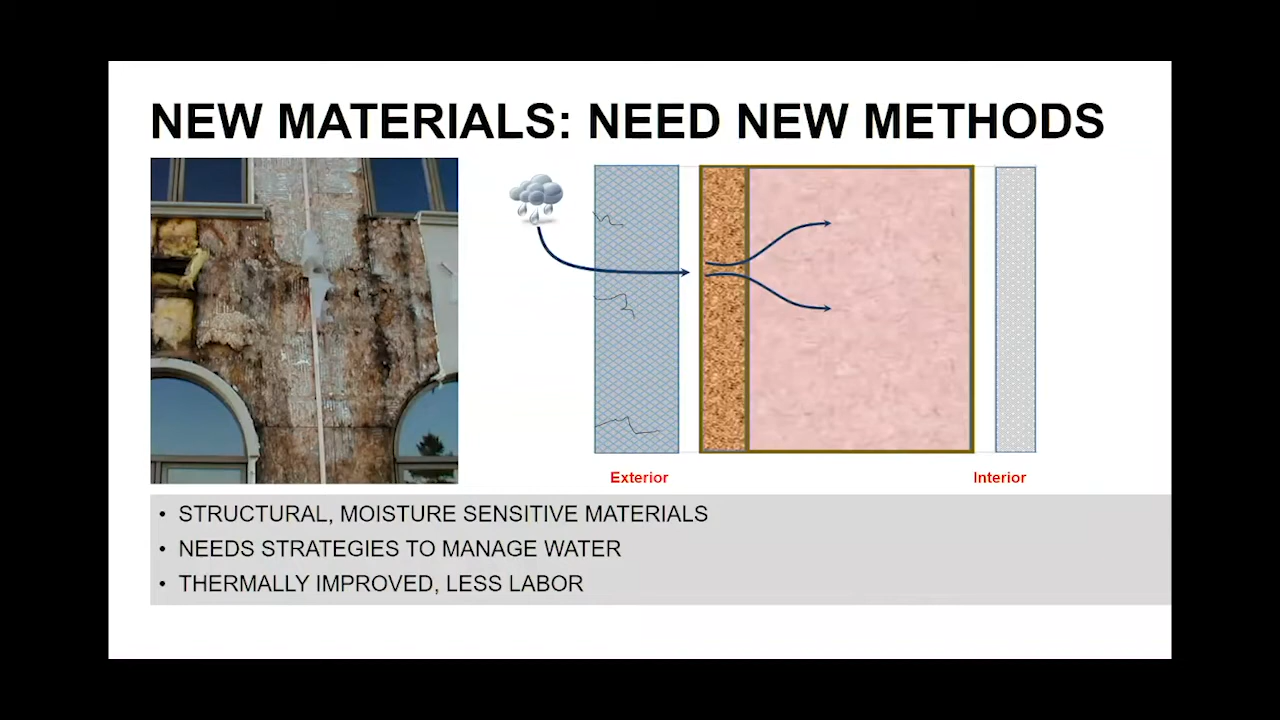 NEW MATERIALS: NEED NEW METHODS
Exterior
Interior
• STRUCTURAL, MOISTURE SENSITIVE MATERIALS
• NEEDS STRATEGIES TO MANAGE WATER
• THERMALLY IMPROVED, LESS LABOR